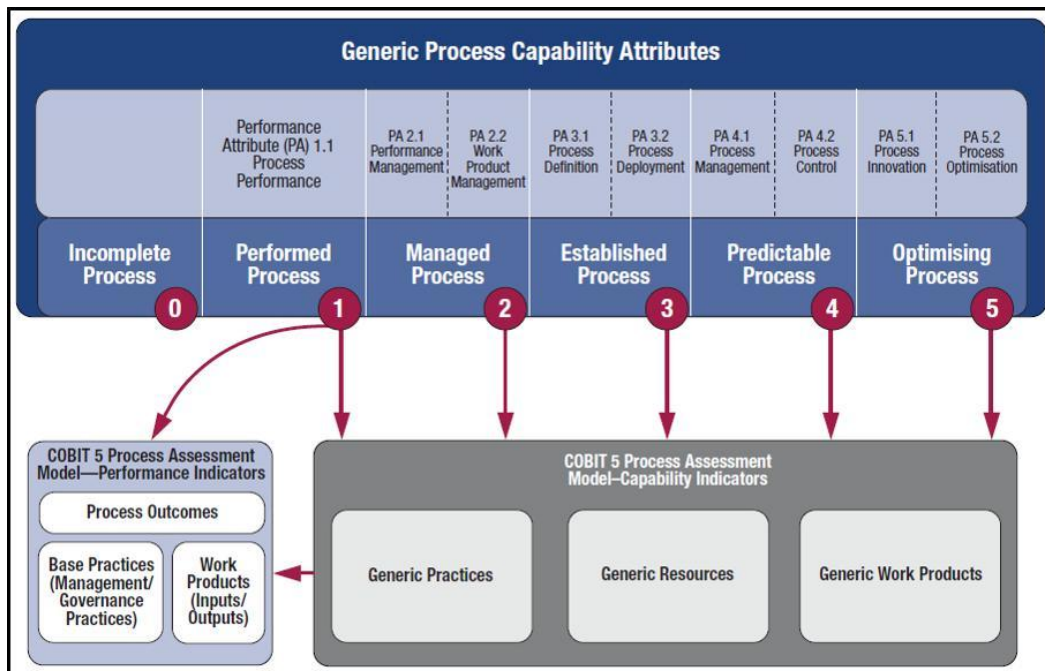 Generic Process Capability Attributes
Performance
Attribute (PA) 1.1
Process
Performance
PA 2.1
Performance
Management
PA 2.2
Work
Product
Management
PA 3.1
Process
Definition
PA 3.2
Process
Deployment
PA 4.1
Process
Management
PA 4.2
Process
Control
PA 5.1
Process
Innovation
PA 5.2
Process
Optimisation
Incomplete
Process
0
Performed
Process
1
Managed
Process
2
Established
Process
3
Predictable
Process
4
Optimising
Process
5
COBIT 5 Process Assessment
Model—Performance Indicators
Process Outcomes
Base Practices
(Management/
Governance
Practices)
Work
Products
(Inputs/
Outputs)
COBIT 5 Process Assessment
Model–Capability Indicators
Generic Practices
Generic Resources
Generic Work Products